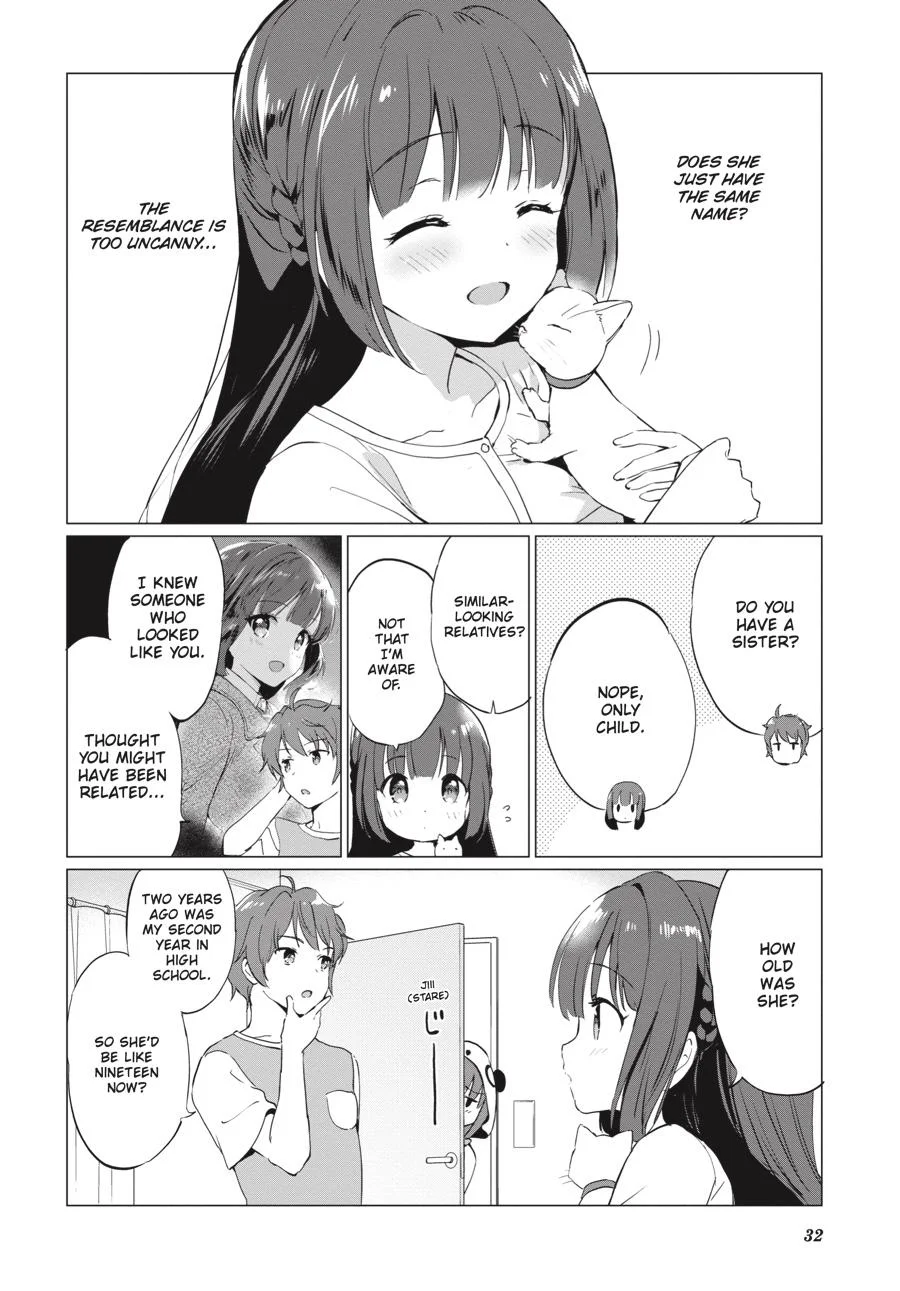 DOES SHE
JUST HAVE
THE SAME
NAME?
THE
RESEMBLANCE IS
TOO UNCANNY...
DO YOU
HAVE A
SISTER?
NOPE,
ONLY
CHILD.
SIMILAR-
LOOKING
RELATIVES?
NOT
THAT
I'M
AWARE
OF.
I KNEW
SOMEONE
WHO
LOOKED
LIKE YOU.
THOUGHT
YOU MIGHT
HAVE BEEN
RELATED...
HOW
OLD
WAS
SHE?
JIII
(STARE)
じー
TWO YEARS
AGO WAS
MY SECOND
YEAR IN
HIGH
SCHOOL.
SO SHE'D
BE LIKE
NINETEEN
NOW?
32